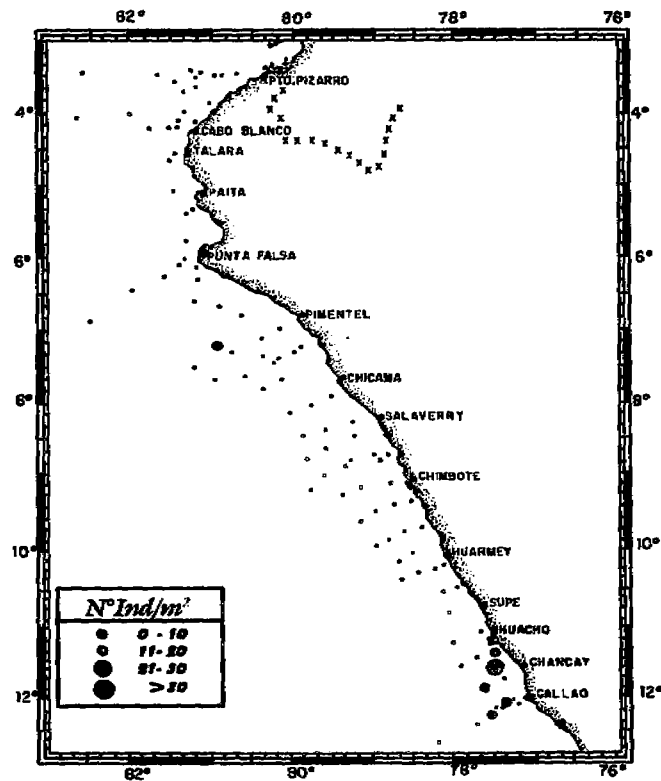 82° 80° 78° 76°
PTO. PIZARRO
4° 4°
CABO BLANCO
TALARA
PAITA
PUNTA FALSA
6° 6°
PIMENTEL
CHICAMA
8° 8°
SALAVERRY
CHIMBOTE
10° 10°
HUARMEY
SUPE
HUACHO
CHANCAY
CALLAO
12° 12°
N°Ind/m²
0 - 10
11-20
21-30
>30
82° 80° 78° 76°